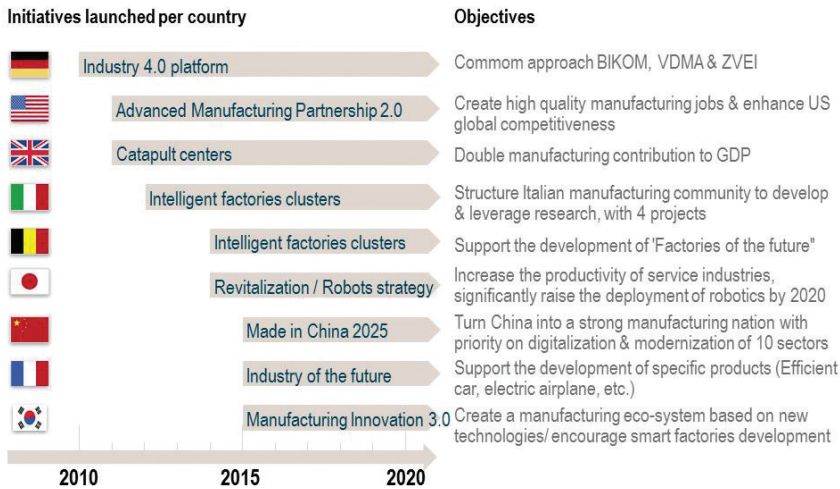 Initiatives launched per country
Objectives
Industry 4.0 platform
Commom approach BIKOM, VDMA & ZVEI
Advanced Manufacturing Partnership 2.0
Create high quality manufacturing jobs & enhance US
global competitiveness
Catapult centers
Double manufacturing contribution to GDP
Intelligent factories clusters
Structure Italian manufacturing community to develop
& leverage research, with 4 projects
Intelligent factories clusters
Support the development of 'Factories of the future"
Revitalization / Robots strategy
Increase the productivity of service industries,
significantly raise the deployment of robotics by 2020
Made in China 2025
Turn China into a strong manufacturing nation with
priority on digitalization & modernization of 10 sectors
Industry of the future
Support the development of specific products (Efficient
car, electric airplane, etc.)
Manufacturing Innovation 3.0
Create a manufacturing eco-system based on new
technologies/ encourage smart factories development
2010
2015
2020